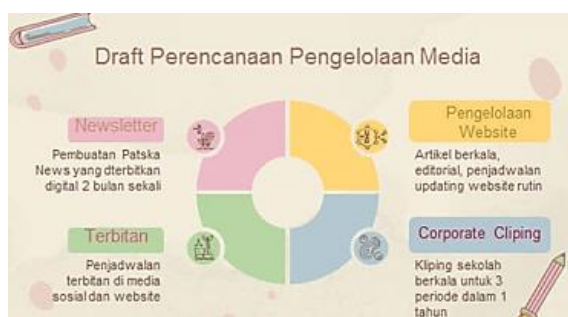 Draft Perencanaan Pengelolaan Media
Newsletter
Pembuatan Patska
News yang dterbitkan
digital 2 bulan sekali
Pengelolaan
Website
Artikel berkala,
editorial, penjadwalan
updating website rutin
Terbitan
Penjadwalan
terbitan di media
sosial dan website
Corporate Cliping
Kliping sekolah
berkala untuk 3
periode dalam 1
tahun